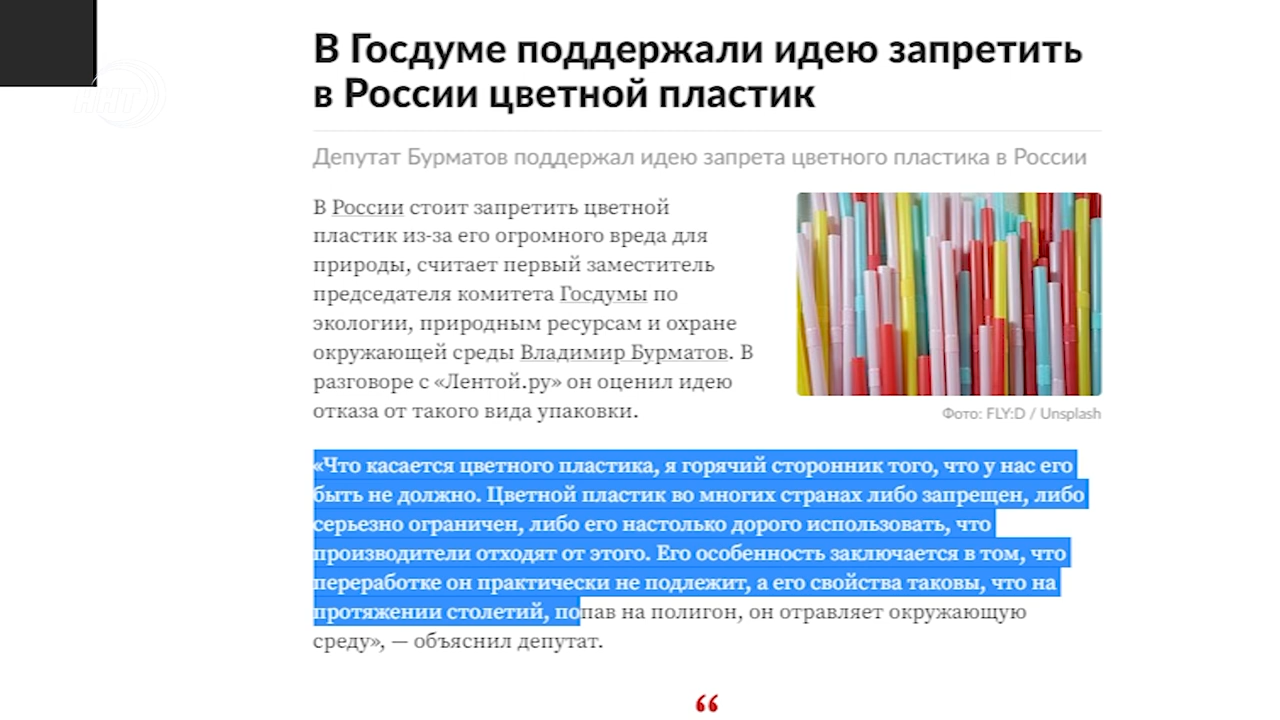 ННТ
В Госдуме поддержали идею запретить
в России цветной пластик
Депутат Бурматов поддержал идею запрета цветного пластика в России
В России стоит запретить цветной
пластик из-за его огромного вреда для
природы, считает первый заместитель
председателя комитета Госдумы по
экологии, природным ресурсам и охране
окружающей среды Владимир Бурматов. В
разговоре с «Лентой.ру» он оценил идею
отказа от такого вида упаковки.
Фото: FLY:D / Unsplash
«Что касается цветного пластика, я горячий сторонник того, что у нас его
быть не должно. Цветной пластик во многих странах либо запрещен, либо
серьезно ограничен, либо его настолько дорого использовать, что
производители отходят от этого. Его особенность заключается в том, что
переработке он практически не подлежит, а его свойства таковы, что на
протяжении столетий, попав на полигон, он отравляет окружающую
среду», — объяснил депутат.
“